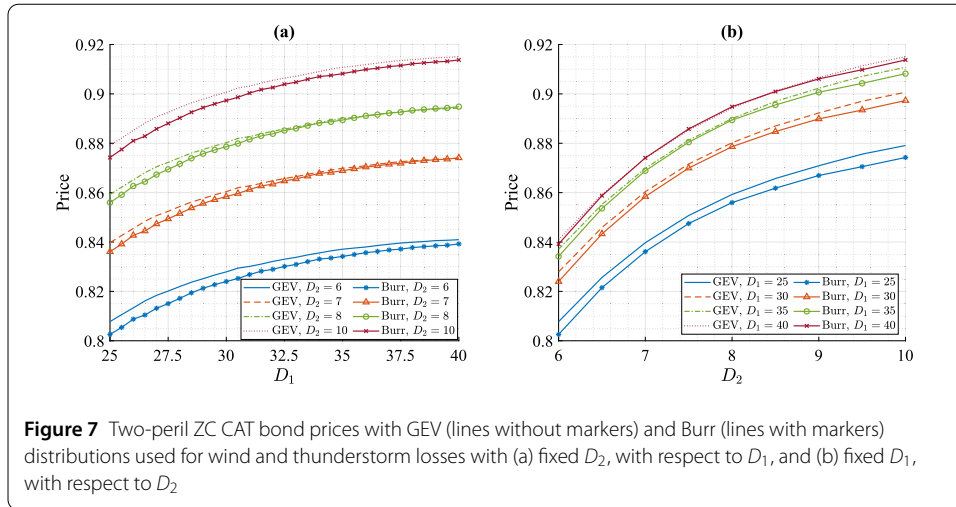 (a)
0.92
0.9
0.88
0.86
0.84
0.82
0.8
Price
GEV, D₂ = 6 Burr, D₂ = 6
GEV, D₂ = 7 Burr, D₂ = 7
GEV, D₂ = 8 Burr, D₂ = 8
GEV, D₂ = 10 Burr, D₂ = 10
25 27.5 30 32.5 35 37.5 40
D₁
(b)
0.92
0.9
0.88
0.86
0.84
0.82
0.8
Price
GEV, D₁ = 25 Burr, D₁ = 25
GEV, D₁ = 30 Burr, D₁ = 30
GEV, D₁ = 35 Burr, D₁ = 35
GEV, D₁ = 40 Burr, D₁ = 40
6 7 8 9 10
D₂
Figure 7 Two-peril ZC CAT bond prices with GEV (lines without markers) and Burr (lines with markers)
distributions used for wind and thunderstorm losses with (a) fixed D₂, with respect to D₁, and (b) fixed D₁,
with respect to D₂